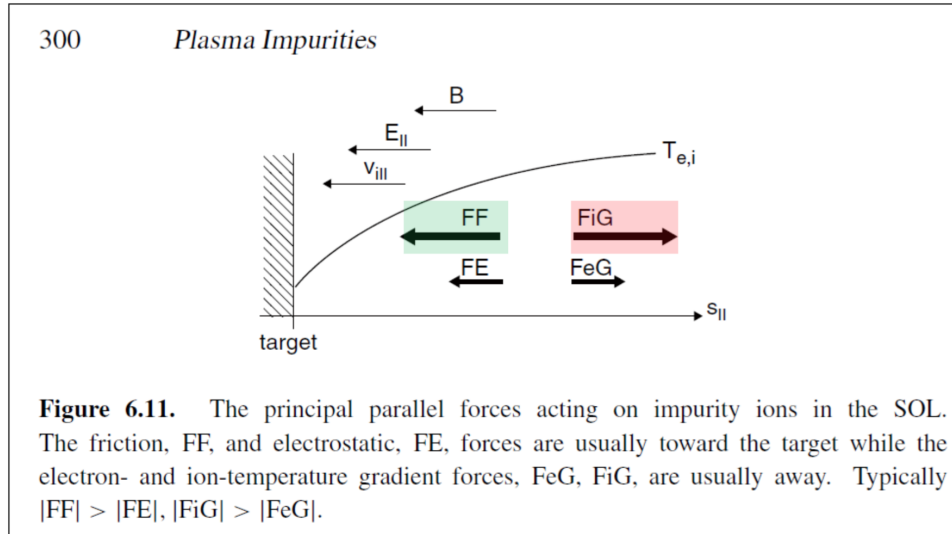 300 Plasma Impurities
B
E||
v_i||
T_e,i
FF FiG
FE FeG
s||
target
Figure 6.11. The principal parallel forces acting on impurity ions in the SOL.
The friction, FF, and electrostatic, FE, forces are usually toward the target while the
electron- and ion-temperature gradient forces, FeG, FiG, are usually away. Typically
|FF| > |FE|, |FiG| > |FeG|.